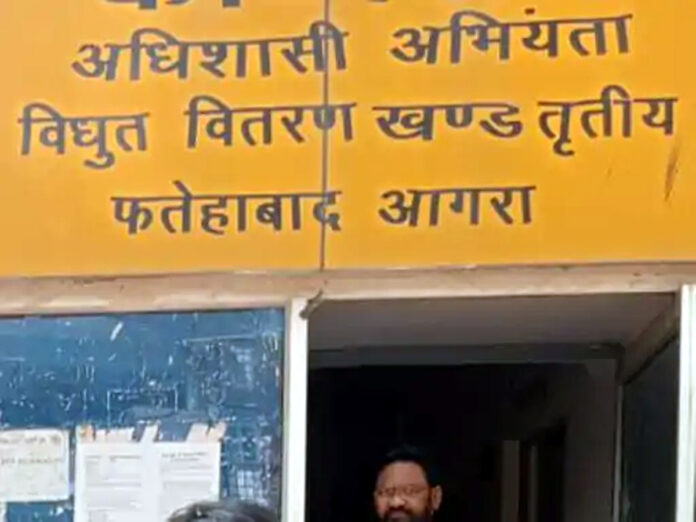 अधिशासी अभियंता
विधुत वितरण खण्ड तृतीय
फतेहाबाद आगरा